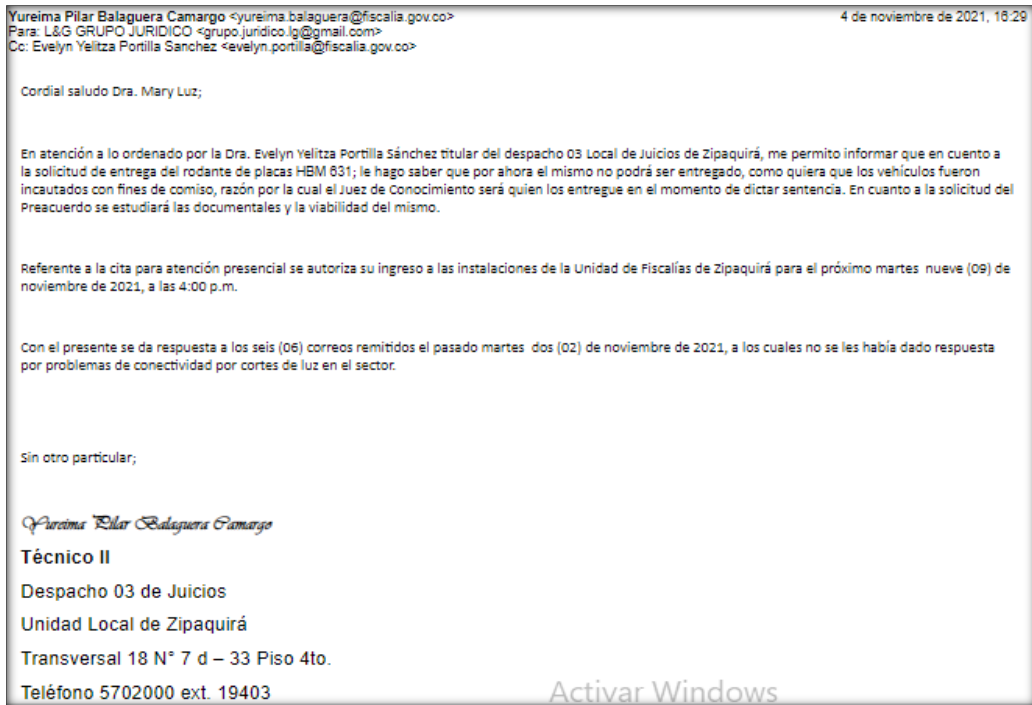 Yureima Pilar Balaguera Camargo <yureima.balaguera@fiscalia.gov.co> 4 de noviembre de 2021, 16:29
Para: L&G GRUPO JURIDICO <grupo.juridico.lg@gmail.com>
Cc: Evelyn Yelitza Portilla Sanchez <evelyn.portilla@fiscalia.gov.co>
Cordial saludo Dra. Mary Luz;
En atención a lo ordenado por la Dra. Evelyn Yelitza Portilla Sánchez titular del despacho 03 Local de Juicios de Zipaquirá, me permito informar que en cuento a
la solicitud de entrega del rodante de placas HBM 631; le hago saber que por ahora el mismo no podrá ser entregado, como quiera que los vehículos fueron
incautados con fines de comiso, razón por la cual el Juez de Conocimiento será quien los entregue en el momento de dictar sentencia. En cuanto a la solicitud del
Preacuerdo se estudiará las documentales y la viabilidad del mismo.
Referente a la cita para atención presencial se autoriza su ingreso a las instalaciones de la Unidad de Fiscalías de Zipaquirá para el próximo martes nueve (09) de
noviembre de 2021, a las 4:00 p.m.
Con el presente se da respuesta a los seis (06) correos remitidos el pasado martes dos (02) de noviembre de 2021, a los cuales no se les había dado respuesta
por problemas de conectividad por cortes de luz en el sector.
Sin otro particular;
Yureima Pilar Balaguera Camargo
Técnico II
Despacho 03 de Juicios
Unidad Local de Zipaquirá
Transversal 18 N° 7 d – 33 Piso 4to.
Teléfono 5702000 ext. 19403
Activar Windows